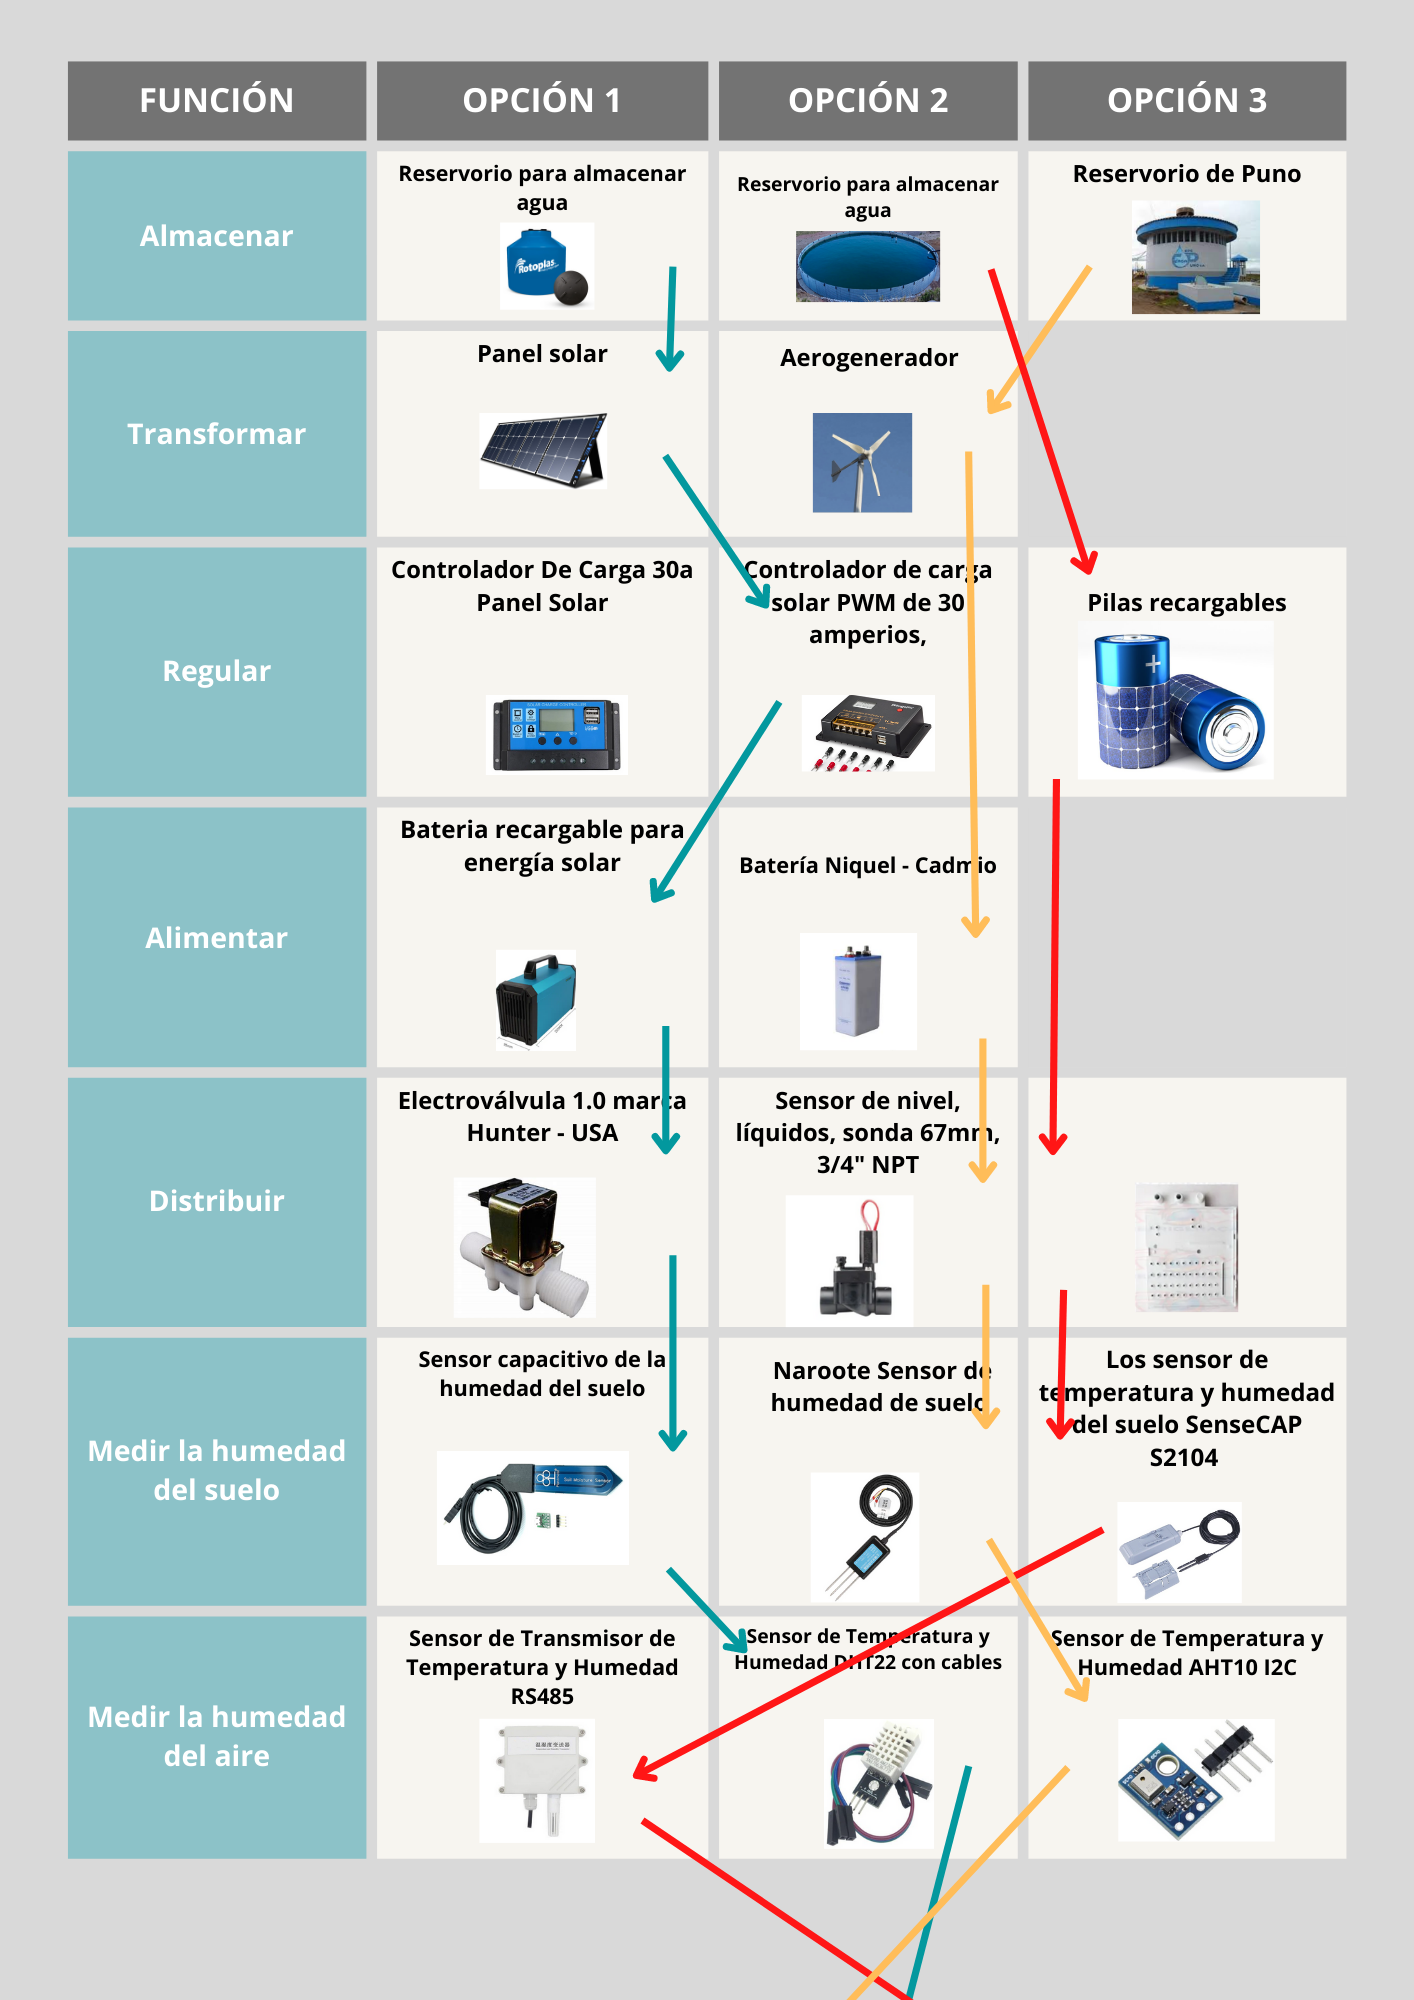 FUNCIÓN
OPCIÓN 1
OPCIÓN 2
OPCIÓN 3
Almacenar
Reservorio para almacenar
agua
Rotoplas
Reservorio para almacenar
agua
Reservorio de Puno
Transformar
Panel solar
Aerogenerador
Regular
Controlador De Carga 30a
Panel Solar
Controlador de carga
solar PWM de 30
amperios,
Pilas recargables
+
Alimentar
Bateria recargable para
energía solar
Batería Niquel - Cadmio
Distribuir
Electroválvula 1.0 marca
Hunter - USA
Sensor de nivel,
líquidos, sonda 67mm,
3/4" NPT
Medir la humedad
del suelo
Sensor capacitivo de la
humedad del suelo
Soil Moisture Sensor
Naroote Sensor de
humedad de suelo
Los sensor de
temperatura y humedad
del suelo SenseCAP
S2104
Medir la humedad
del aire
Sensor de Transmisor de
Temperatura y Humedad
RS485
Sensor de Temperatura y
Humedad DHT22 con cables
Sensor de Temperatura y
Humedad AHT10 I2C